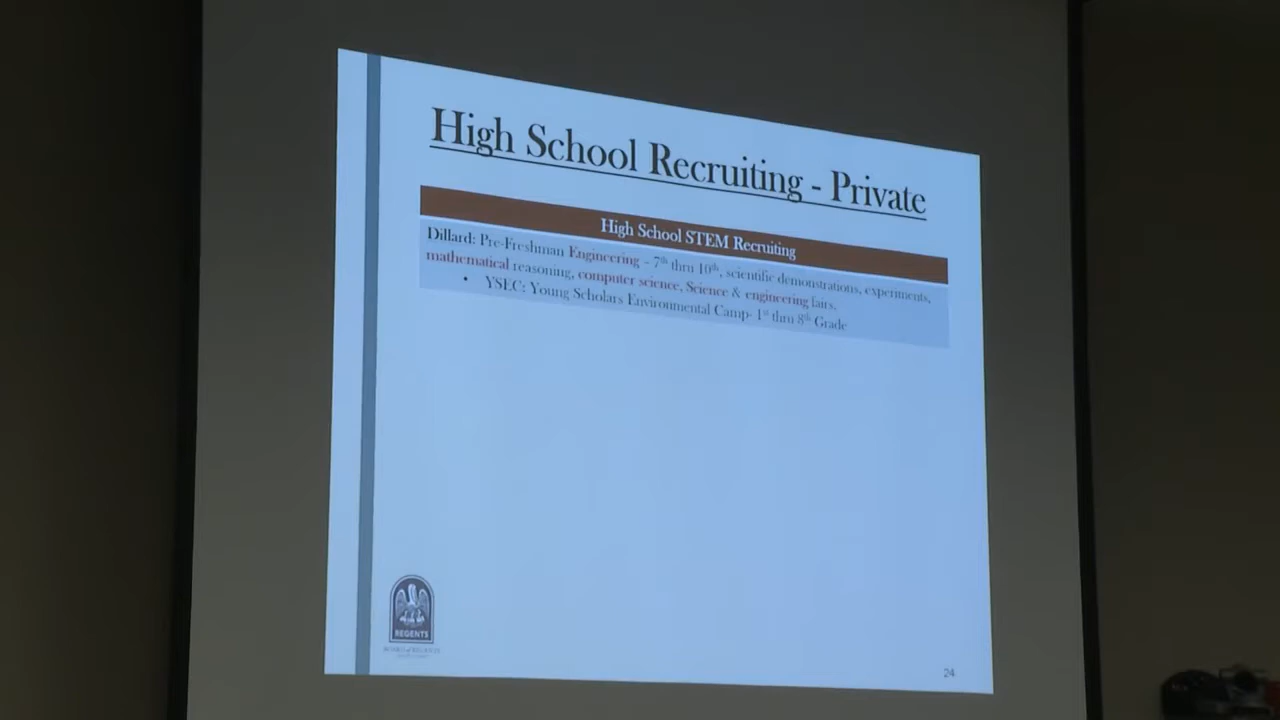 High School Recruiting - Private
High School STEM Recruiting
Dillard: Pre-Freshman Engineering - 7th thru 10th, scientific demonstrations, experiments,
mathematical reasoning, computer science, Science & engineering fairs.
• YSEC: Young Scholars Environmental Camp- 1st thru 8th Grade
REGENTS
BOARD of REGENTS
24